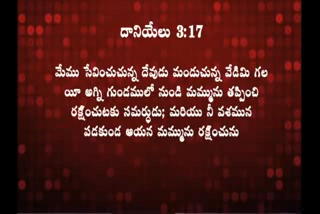 దానియేలు 3:17
మేము సేవించుచున్న దేవుడు మండుచున్న వేడిమి గల
యీ అగ్ని గుండములో నుండి మమ్మును తప్పించి
రక్షించుటకు సమర్థుడు; మరియు నీ వశమున
పడకుండ ఆయన మమ్మును రక్షించును